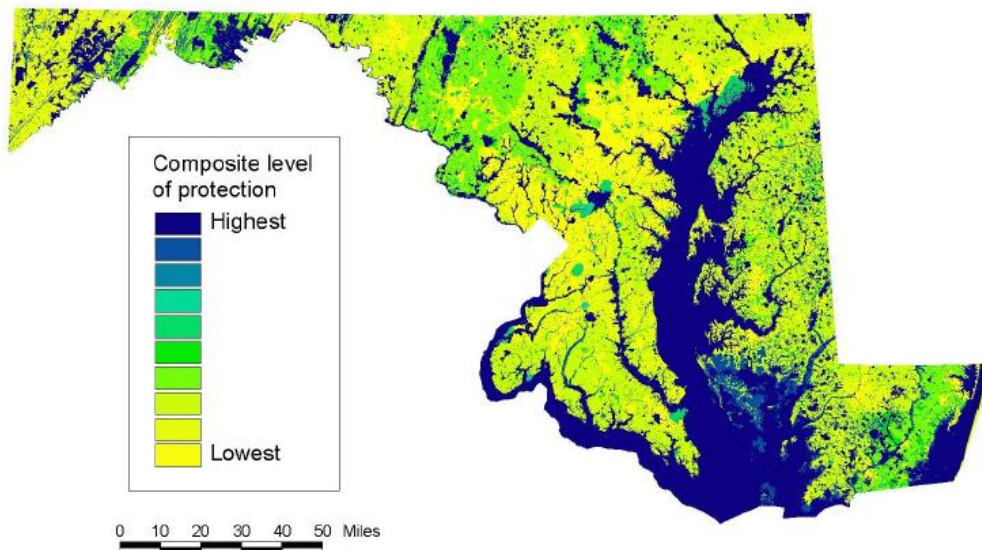 Composite level
of protection
Highest
Lowest
0 10 20 30 40 50 Miles